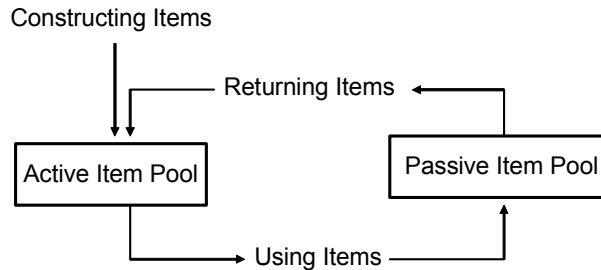 Constructing Items
Returning Items
Active Item Pool
Passive Item Pool
Using Items